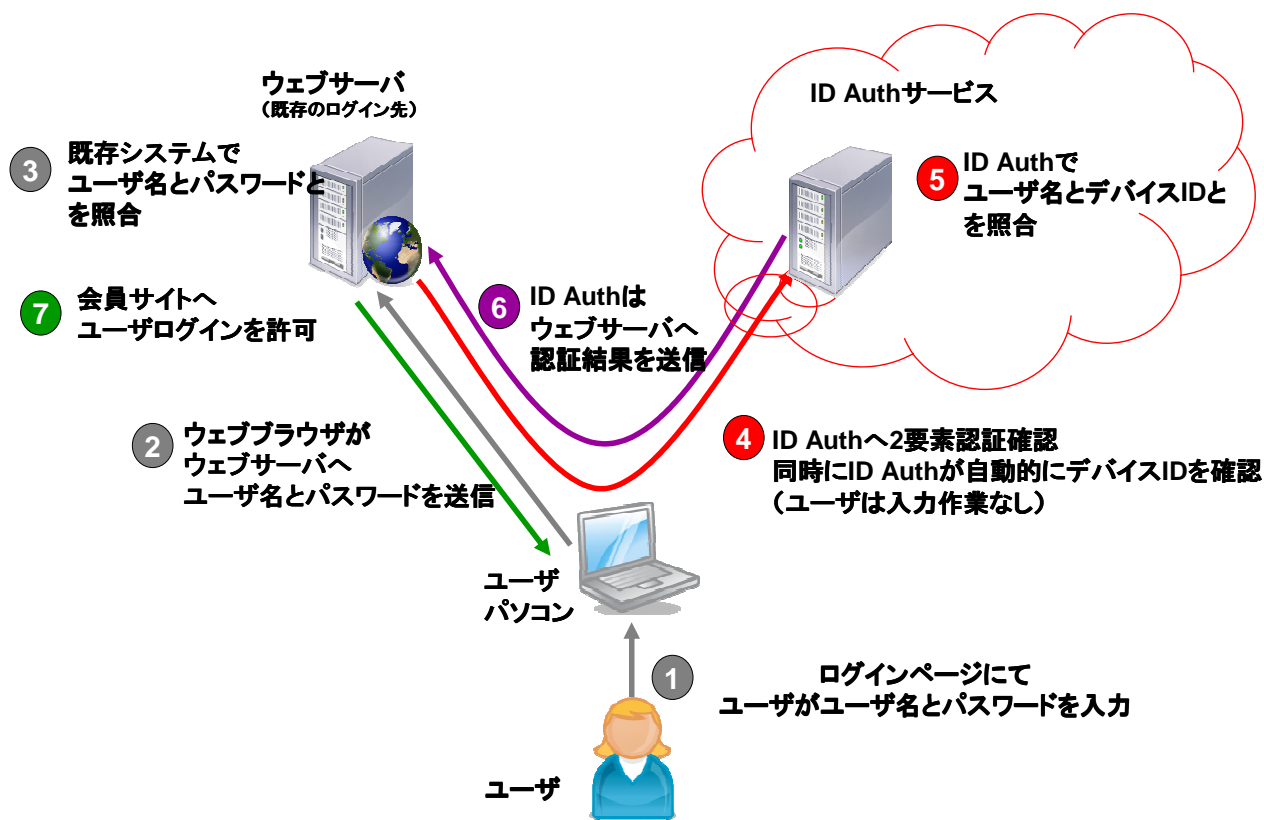 ウェブサーバ
（既存のログイン先）
ID Authサービス
3
既存システムで
ユーザ名とパスワードと
を照合
5
ID Authで
ユーザ名とデバイスIDと
を照合
7
会員サイトへ
ユーザログインを許可
6
ID Authは
ウェブサーバへ
認証結果を送信
2
ウェブブラウザが
ウェブサーバへ
ユーザ名とパスワードを送信
4
ID Authへ2要素認証確認
同時にID Authが自動的にデバイスIDを確認
（ユーザは入力作業なし）
ユーザ
パソコン
1
ログインページにて
ユーザがユーザ名とパスワードを入力
ユーザ